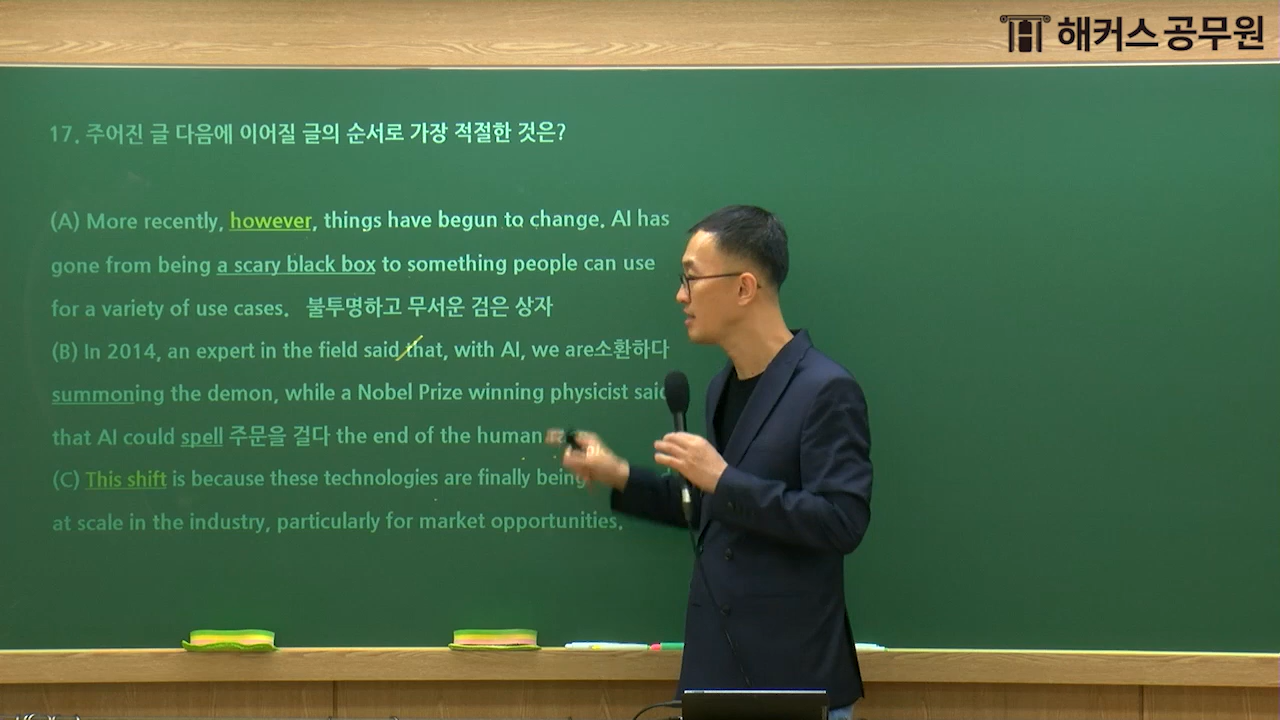 해커스공무원
17. 주어진 글 다음에 이어질 글의 순서로 가장 적절한 것은?
(A) More recently, however, things have begun to change. AI has
gone from being a scary black box to something people can use
for a variety of use cases. 불투명하고 무서운 검은 상자
(B) In 2014, an expert in the field said that, with AI, we are소환하다
summoning the demon, while a Nobel Prize winning physicist said
that AI could spell 주문을 걸다 the end of the human
(C) This shift is because these technologies are finally being
at scale in the industry, particularly for market opportunities.